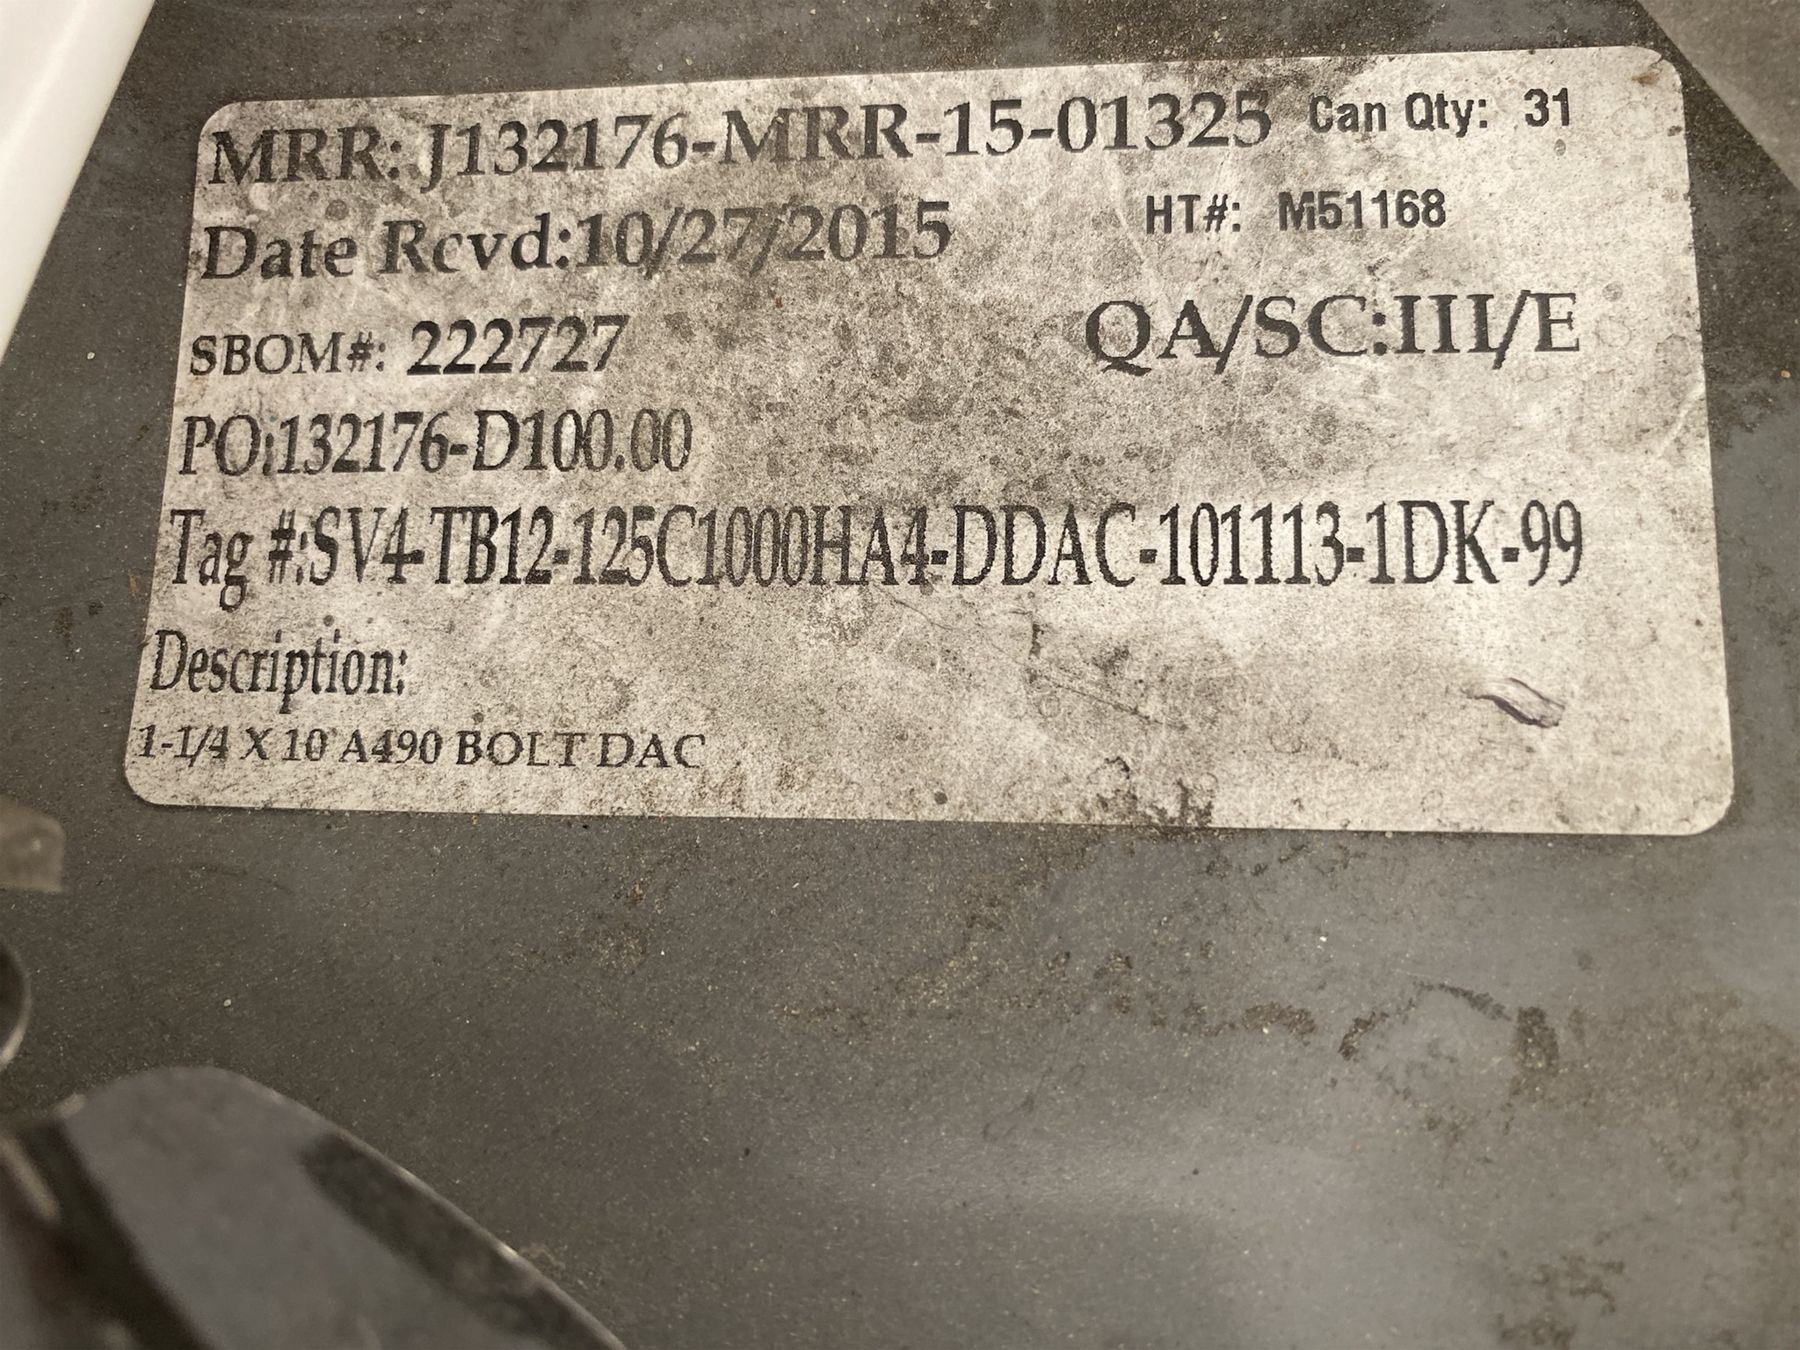 MRR: J132176-MRR-15-01325 Can Qty: 31
Date Rcvd:10/27/2015 HT#: M51168
SBOM#: 222727 QA/SC:III/E
PO:132176-D100.00
Tag #:SV4-TB12-125C1000HA4-DDAC-101113-1DK-99
Description:
1-1/4 X 10 A490 BOLT DAC